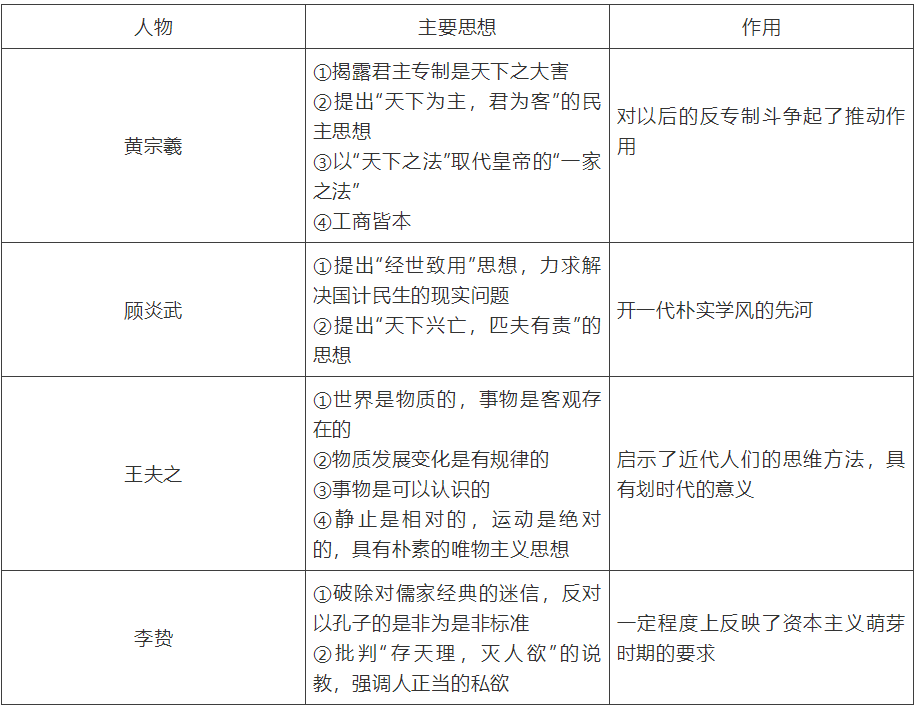 人物
主要思想
作用
黄宗羲
①揭露君主专制是天下之大害
②提出“天下为主，君为客”的民
主思想
③以“天下之法”取代皇帝的“一家
之法”
④工商皆本
对以后的反专制斗争起了推动作
用
顾炎武
①提出“经世致用”思想，力求解
决国计民生的现实问题
②提出“天下兴亡，匹夫有责”的
思想
开一代朴实学风的先河
王夫之
①世界是物质的，事物是客观存
在的
②物质发展变化是有规律的
③事物是可以认识的
④静止是相对的，运动是绝对
的，具有朴素的唯物主义思想
启示了近代人们的思维方法，具
有划时代的意义
李贽
①破除对儒家经典的迷信，反对
以孔子的是非为是非标准
②批判“存天理，灭人欲”的说
教，强调人正当的私欲
一定程度上反映了资本主义萌芽
时期的要求